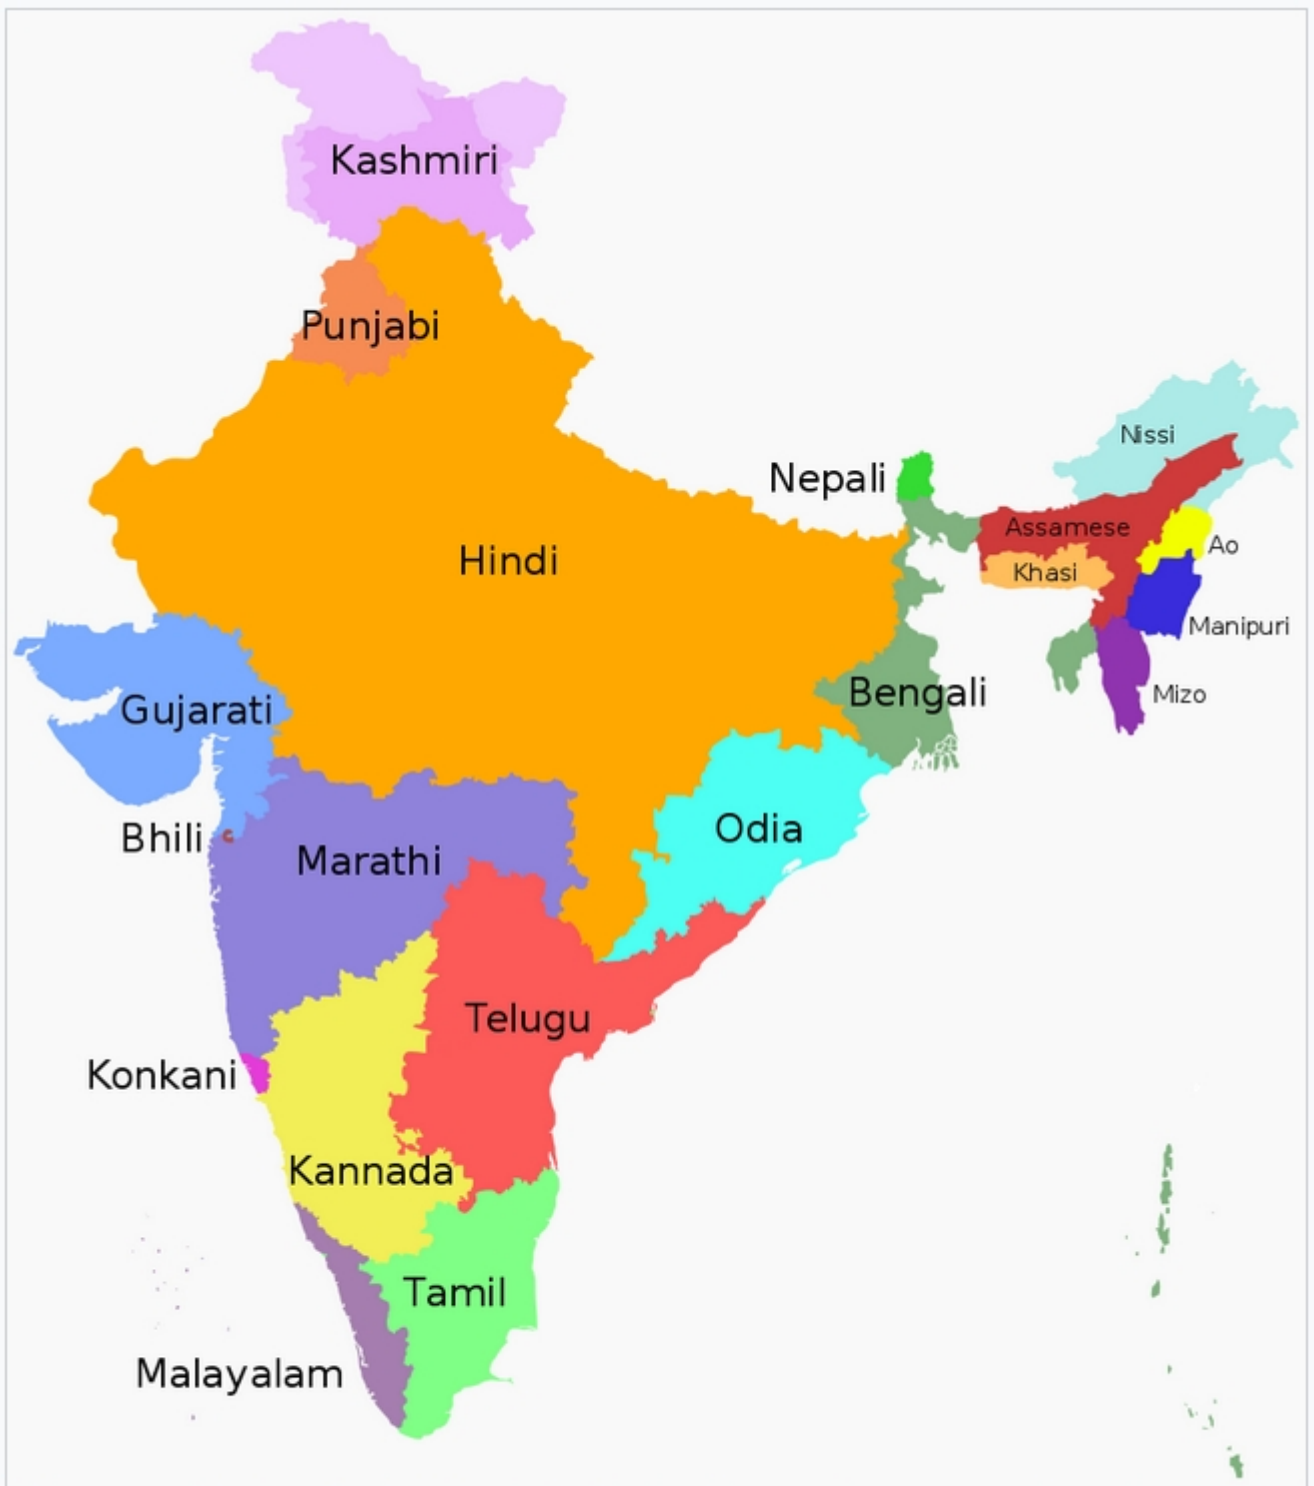 Kashmiri
Punjabi
Nissi
Nepali
Assamese
Ao
Hindi
Khasi
Manipuri
Bengali
Mizo
Gujarati
Odia
Bhili
Marathi
Telugu
Konkani
Kannada
Tamil
Malayalam